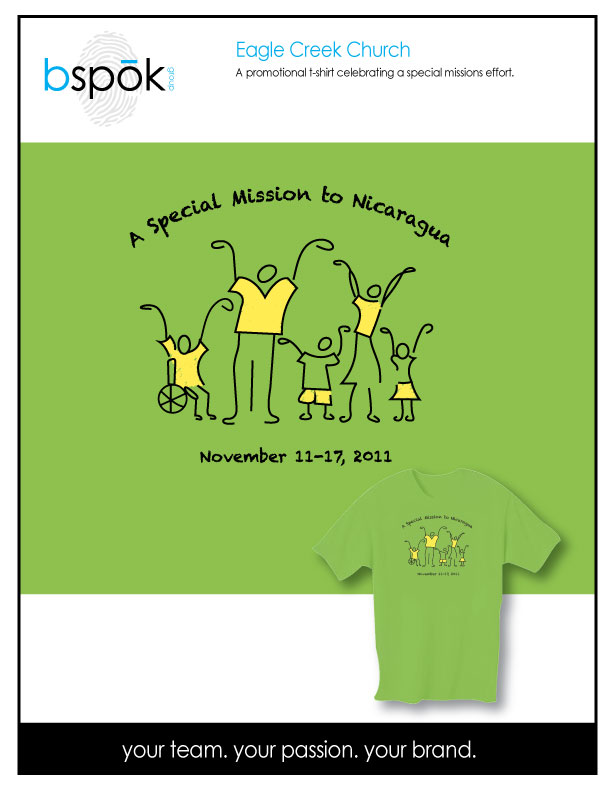 bspōk group
Eagle Creek Church
A promotional t-shirt celebrating a special missions effort.
A Special Mission to Nicaragua
November 11-17, 2011
A Special Mission to Nicaragua
November 11-17, 2011
your team. your passion. your brand.